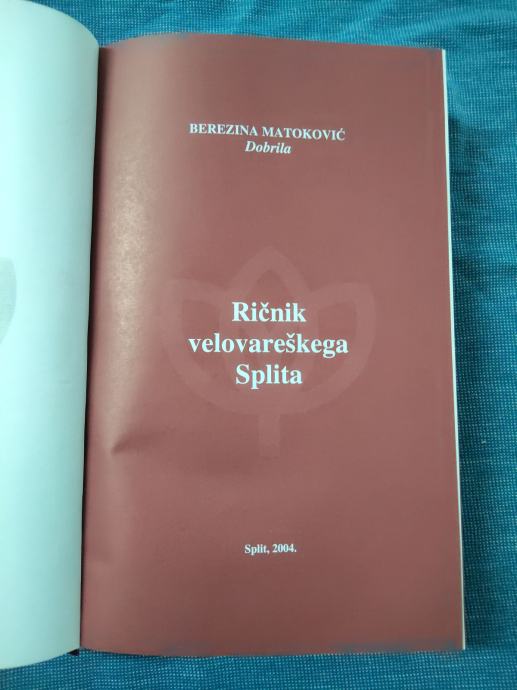 BEREZINA MATOKOVIĆ
Dobrila
Ričnik
velovareškega
Splita
Split, 2004.